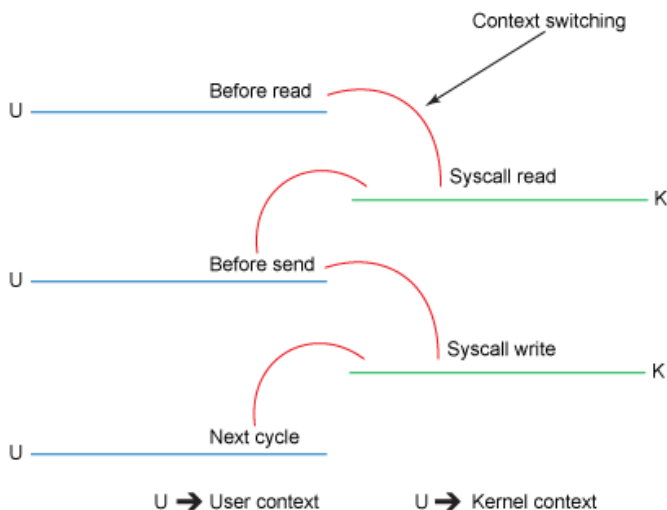 Context switching
Before read
U
Syscall read
K
Before send
U
Syscall write
K
Next cycle
U
U ➔ User context
U ➔ Kernel context